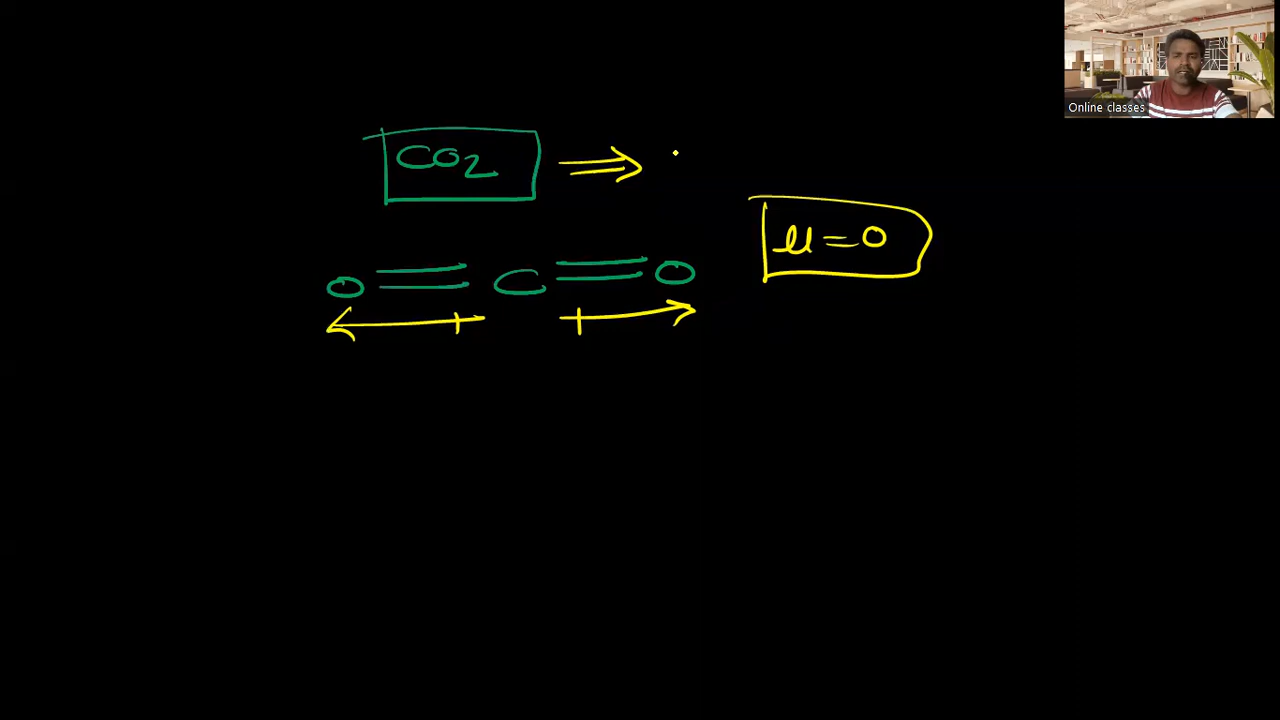 Online classes
CO2 ⇒
μ=0
O=C=O